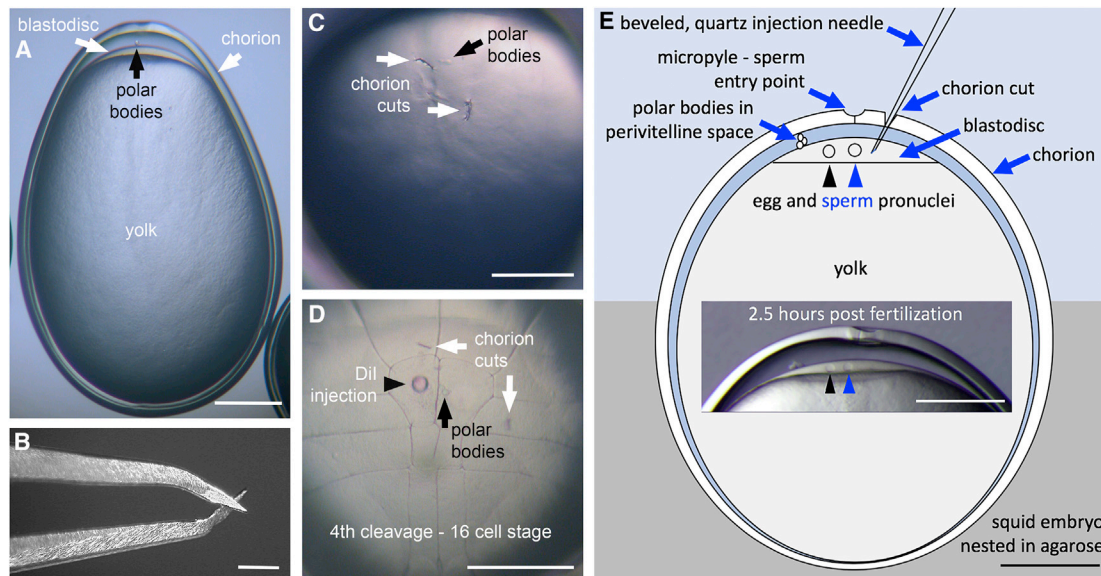 A
blastodisc
chorion
polar
bodies
yolk
B
C
polar
bodies
chorion
cuts
D
chorion
cuts
DiI
injection
polar
bodies
4th cleavage - 16 cell stage
E
beveled, quartz injection needle
micropyle - sperm
entry point
polar bodies in
perivitelline space
chorion cut
blastodisc
chorion
egg and sperm pronuclei
yolk
2.5 hours post fertilization
squid embryo
nested in agarose